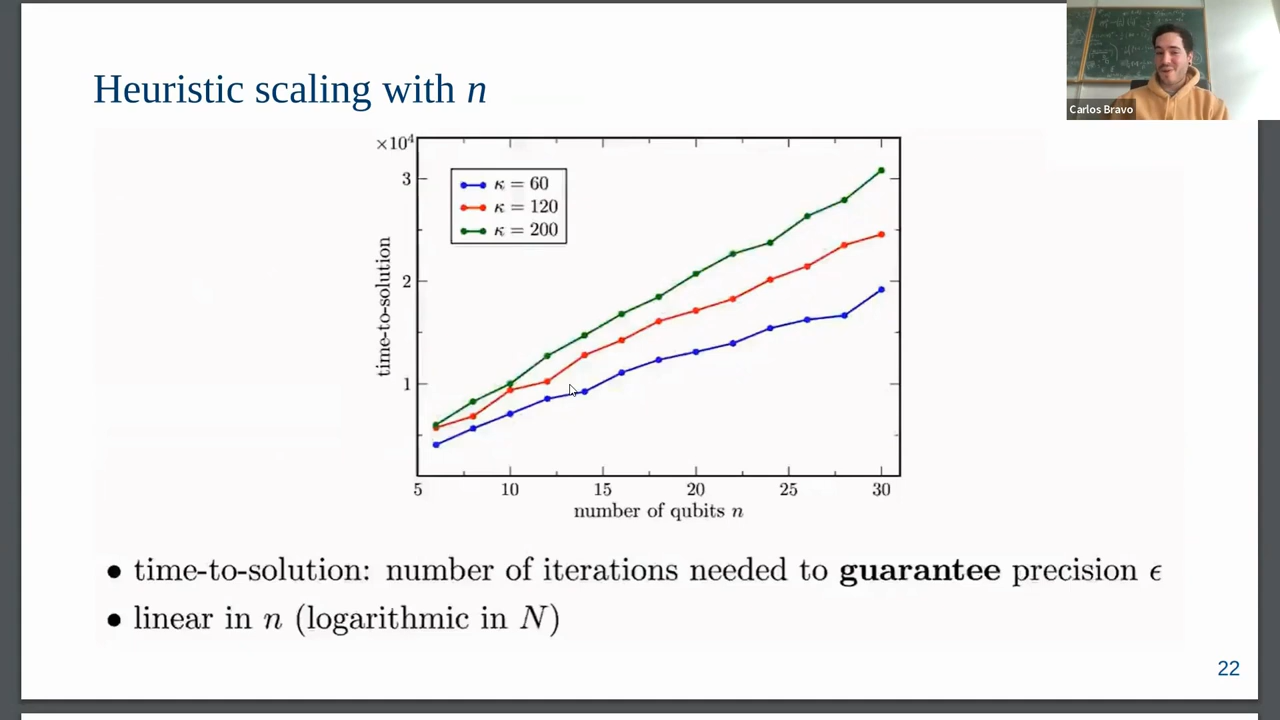 Carlos Bravo
Heuristic scaling with n
×10⁴
3
2
1
time-to-solution
κ = 60
κ = 120
κ = 200
5 10 15 20 25 30
number of qubits n
• time-to-solution: number of iterations needed to guarantee precision ϵ
• linear in n (logarithmic in N)
22